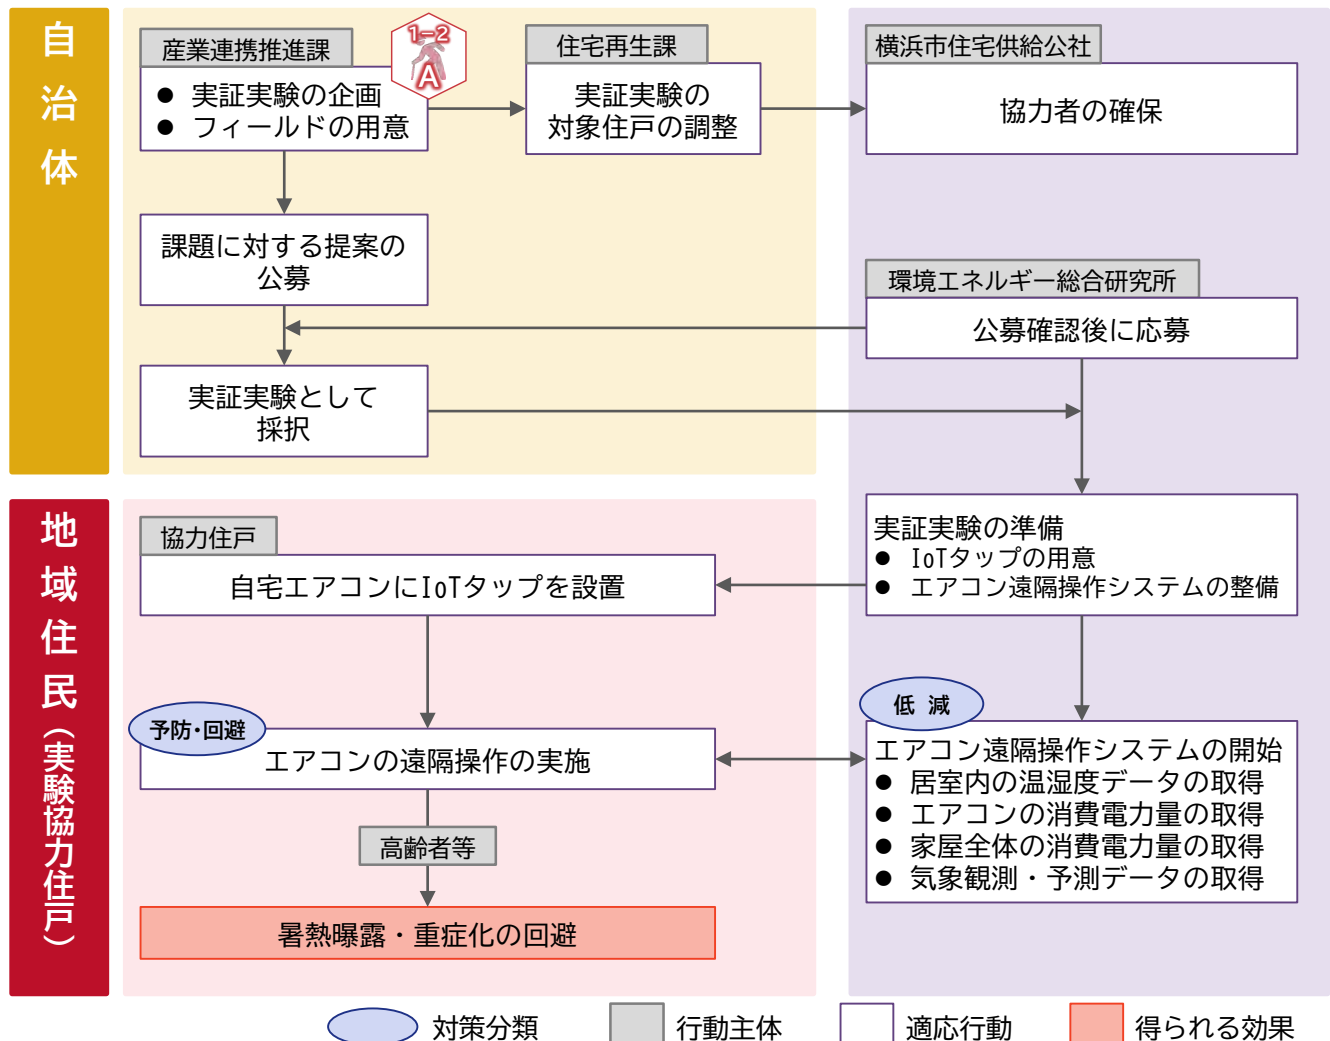 自治体
産業連携推進課
1-2
A
● 実証実験の企画
● フィールドの用意
住宅再生課
実証実験の
対象住戸の調整
横浜市住宅供給公社
協力者の確保
課題に対する提案の
公募
環境エネルギー総合研究所
公募確認後に応募
実証実験として
採択
地域住民(実験協力住戸)
協力住戸
自宅エアコンにIoTタップを設置
実証実験の準備
● IoTタップの用意
● エアコン遠隔操作システムの整備
予防・回避
エアコンの遠隔操作の実施
低 減
エアコン遠隔操作システムの開始
● 居室内の温湿度データの取得
● エアコンの消費電力量の取得
● 家屋全体の消費電力量の取得
● 気象観測・予測データの取得
高齢者等
暑熱曝露・重症化の回避
対策分類
行動主体
適応行動
得られる効果